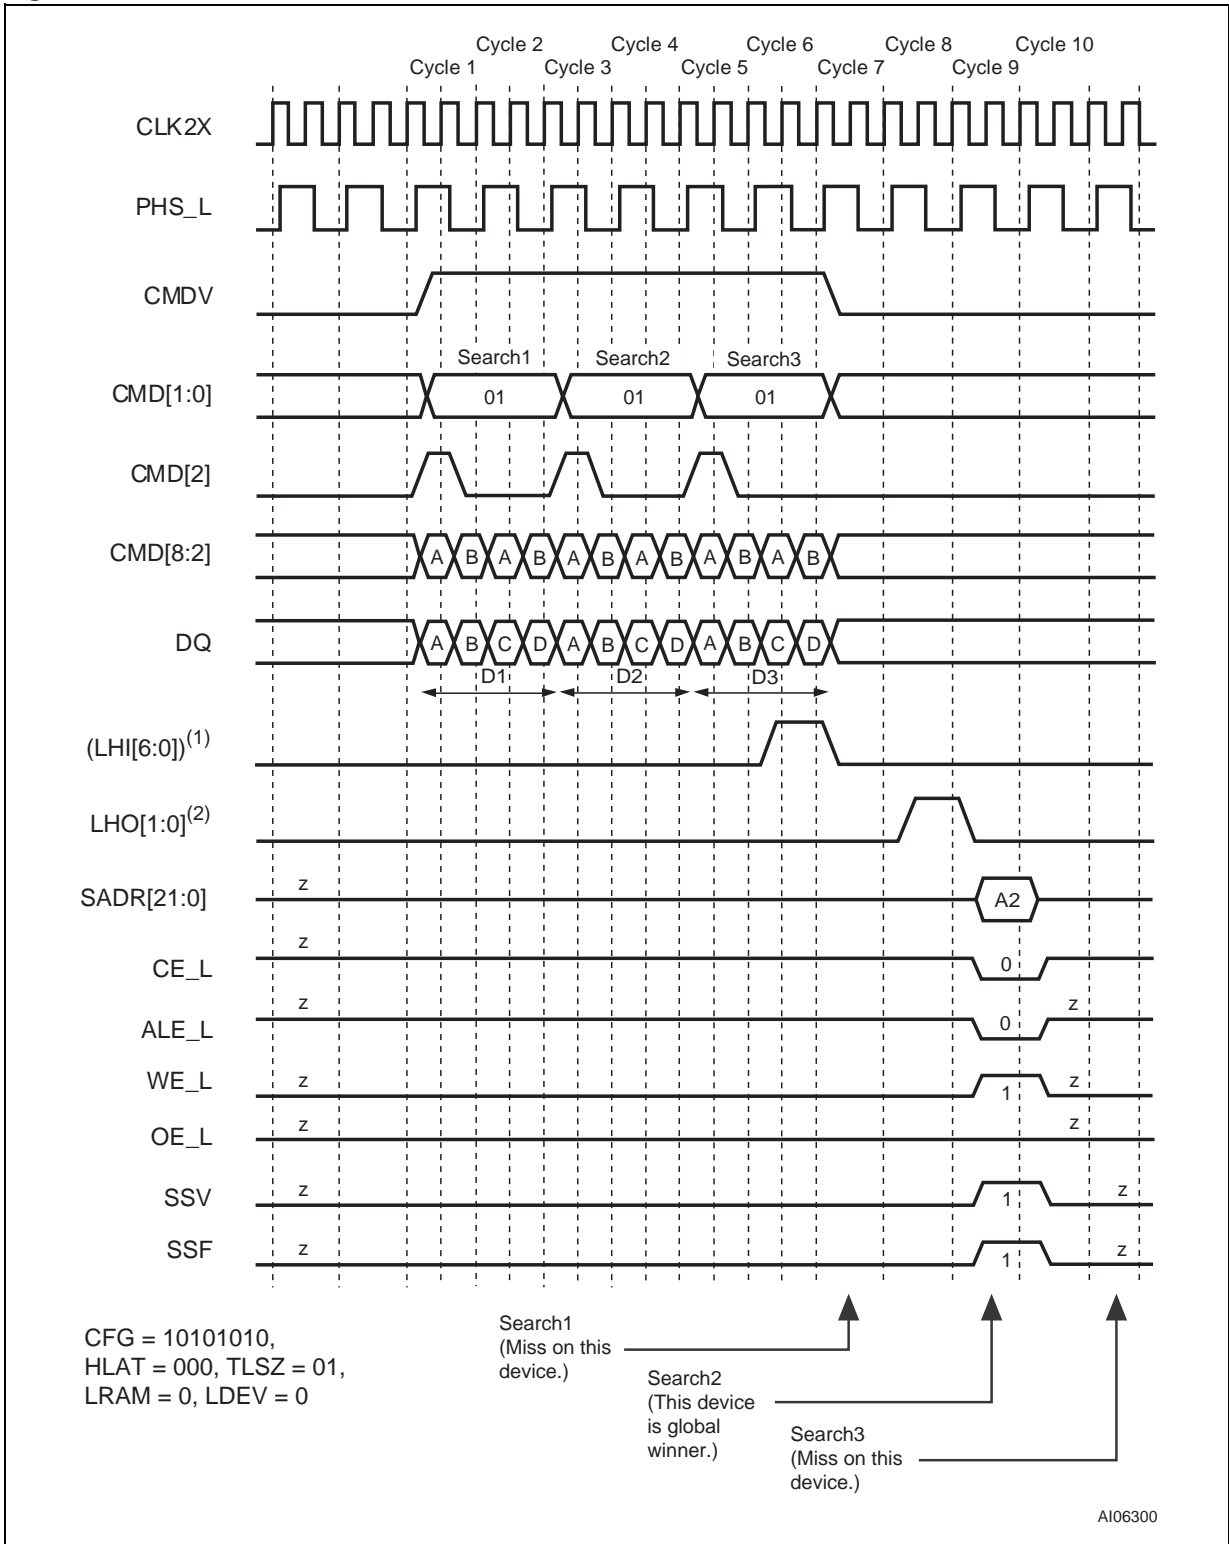 Cycle 2 Cycle 4 Cycle 6 Cycle 8 Cycle 10
Cycle 1 Cycle 3 Cycle 5 Cycle 7 Cycle 9
CLK2X
PHS_L
CMDV
Search1 Search2 Search3
CMD[1:0] 01 01 01
CMD[2]
CMD[8:2] A B A B A B A B A B A B
DQ A B C D A B C D A B C D
D1 D2 D3
(LHI[6:0])(1)
LHO[1:0](2)
SADR[21:0] z A2
CE_L z 0
ALE_L z 0 z
WE_L z 1 z
OE_L z z
SSV z 1 z
SSF z 1 z
CFG = 10101010,
HLAT = 000, TLSZ = 01,
LRAM = 0, LDEV = 0
Search1
(Miss on this
device.)
Search2
(This device
is global
winner.)
Search3
(Miss on this
device.)
AI06300